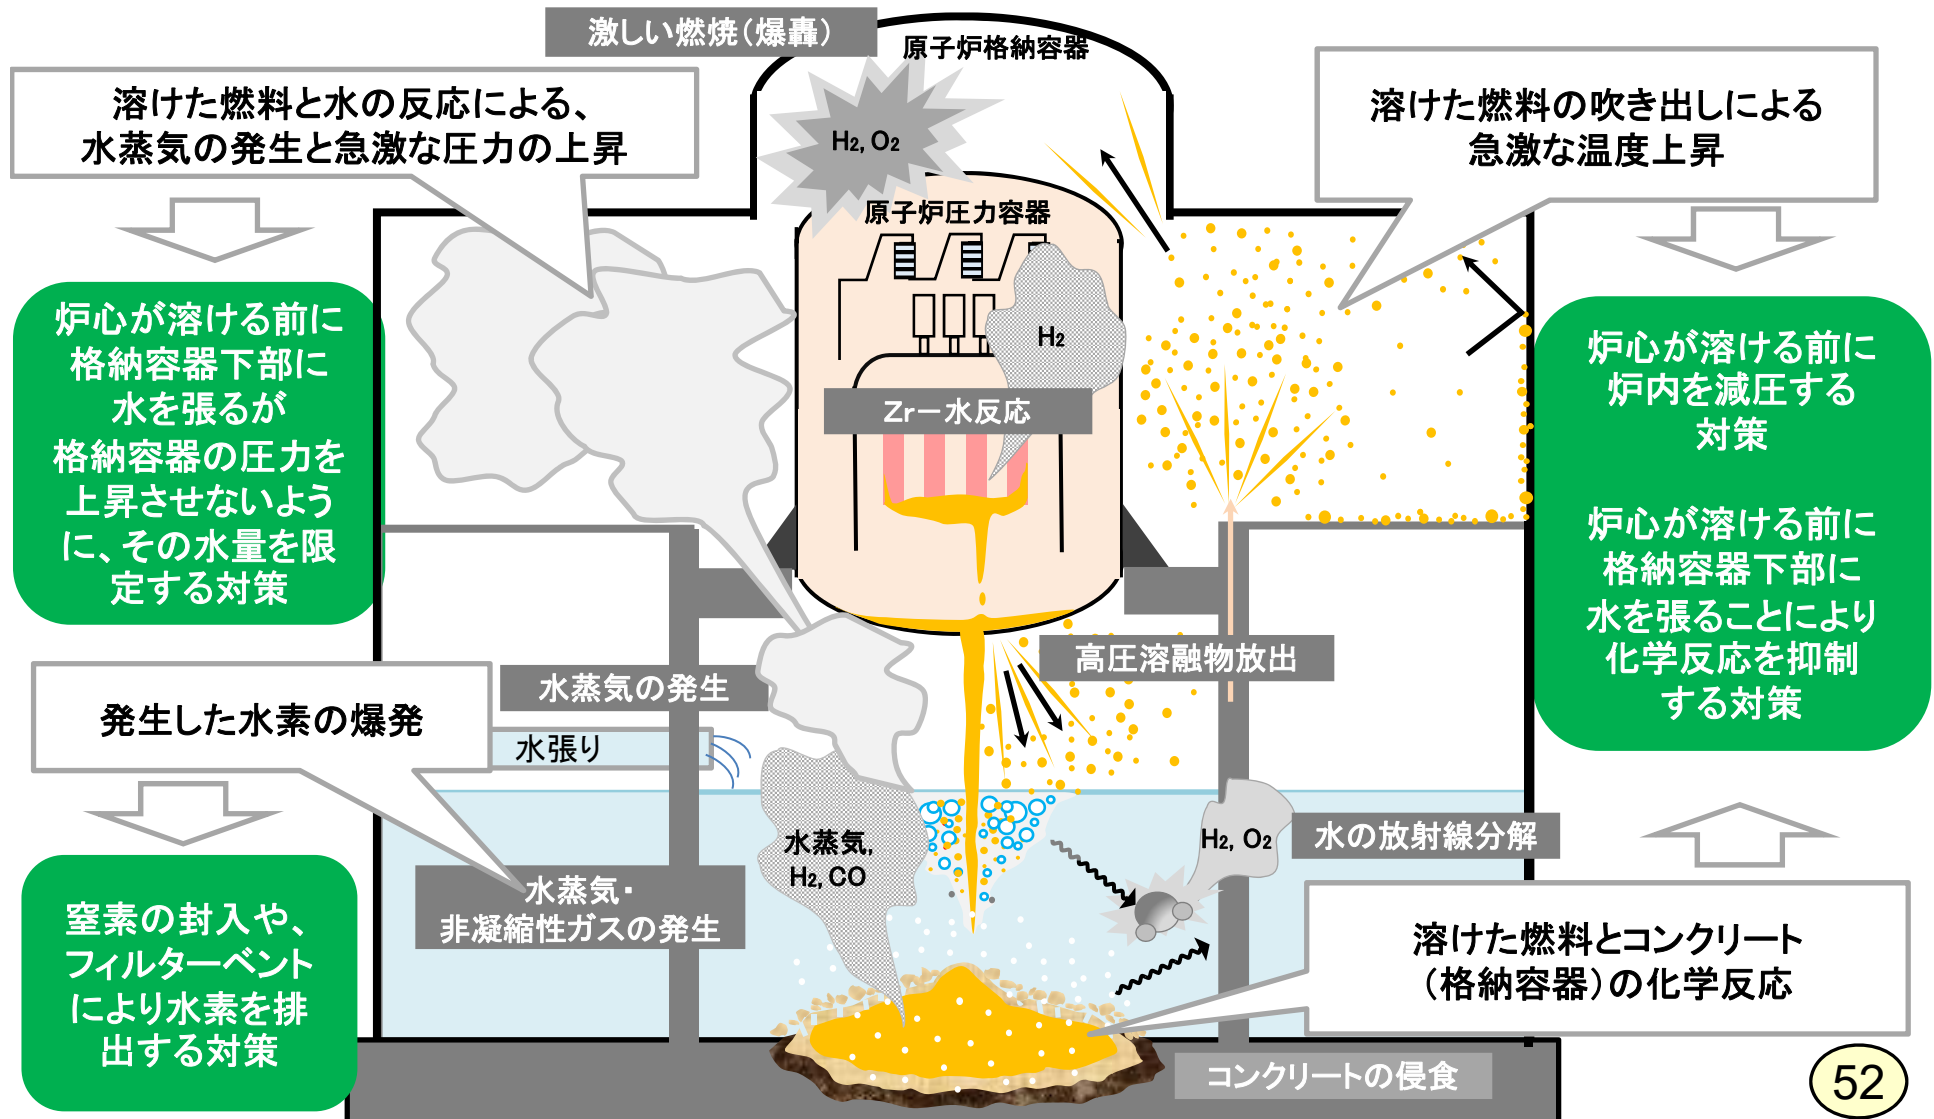 激しい燃焼(爆轟)
原子炉格納容器
溶けた燃料と水の反応による、
水蒸気の発生と急激な圧力の上昇
溶けた燃料の吹き出しによる
急激な温度上昇
H2, O2
原子炉圧力容器
H2
Zr－水反応
炉心が溶ける前に
格納容器下部に
水を張るが
格納容器の圧力を
上昇させないよう
に、その水量を限
定する対策
炉心が溶ける前に
炉内を減圧する
対策
炉心が溶ける前に
格納容器下部に
水を張ることにより
化学反応を抑制
する対策
高圧溶融物放出
水蒸気の発生
発生した水素の爆発
水張り
水蒸気,
H2, CO
H2, O2
水の放射線分解
水蒸気・
非凝縮性ガスの発生
窒素の封入や、
フィルターベント
により水素を排
出する対策
溶けた燃料とコンクリート
(格納容器)の化学反応
コンクリートの侵食
52